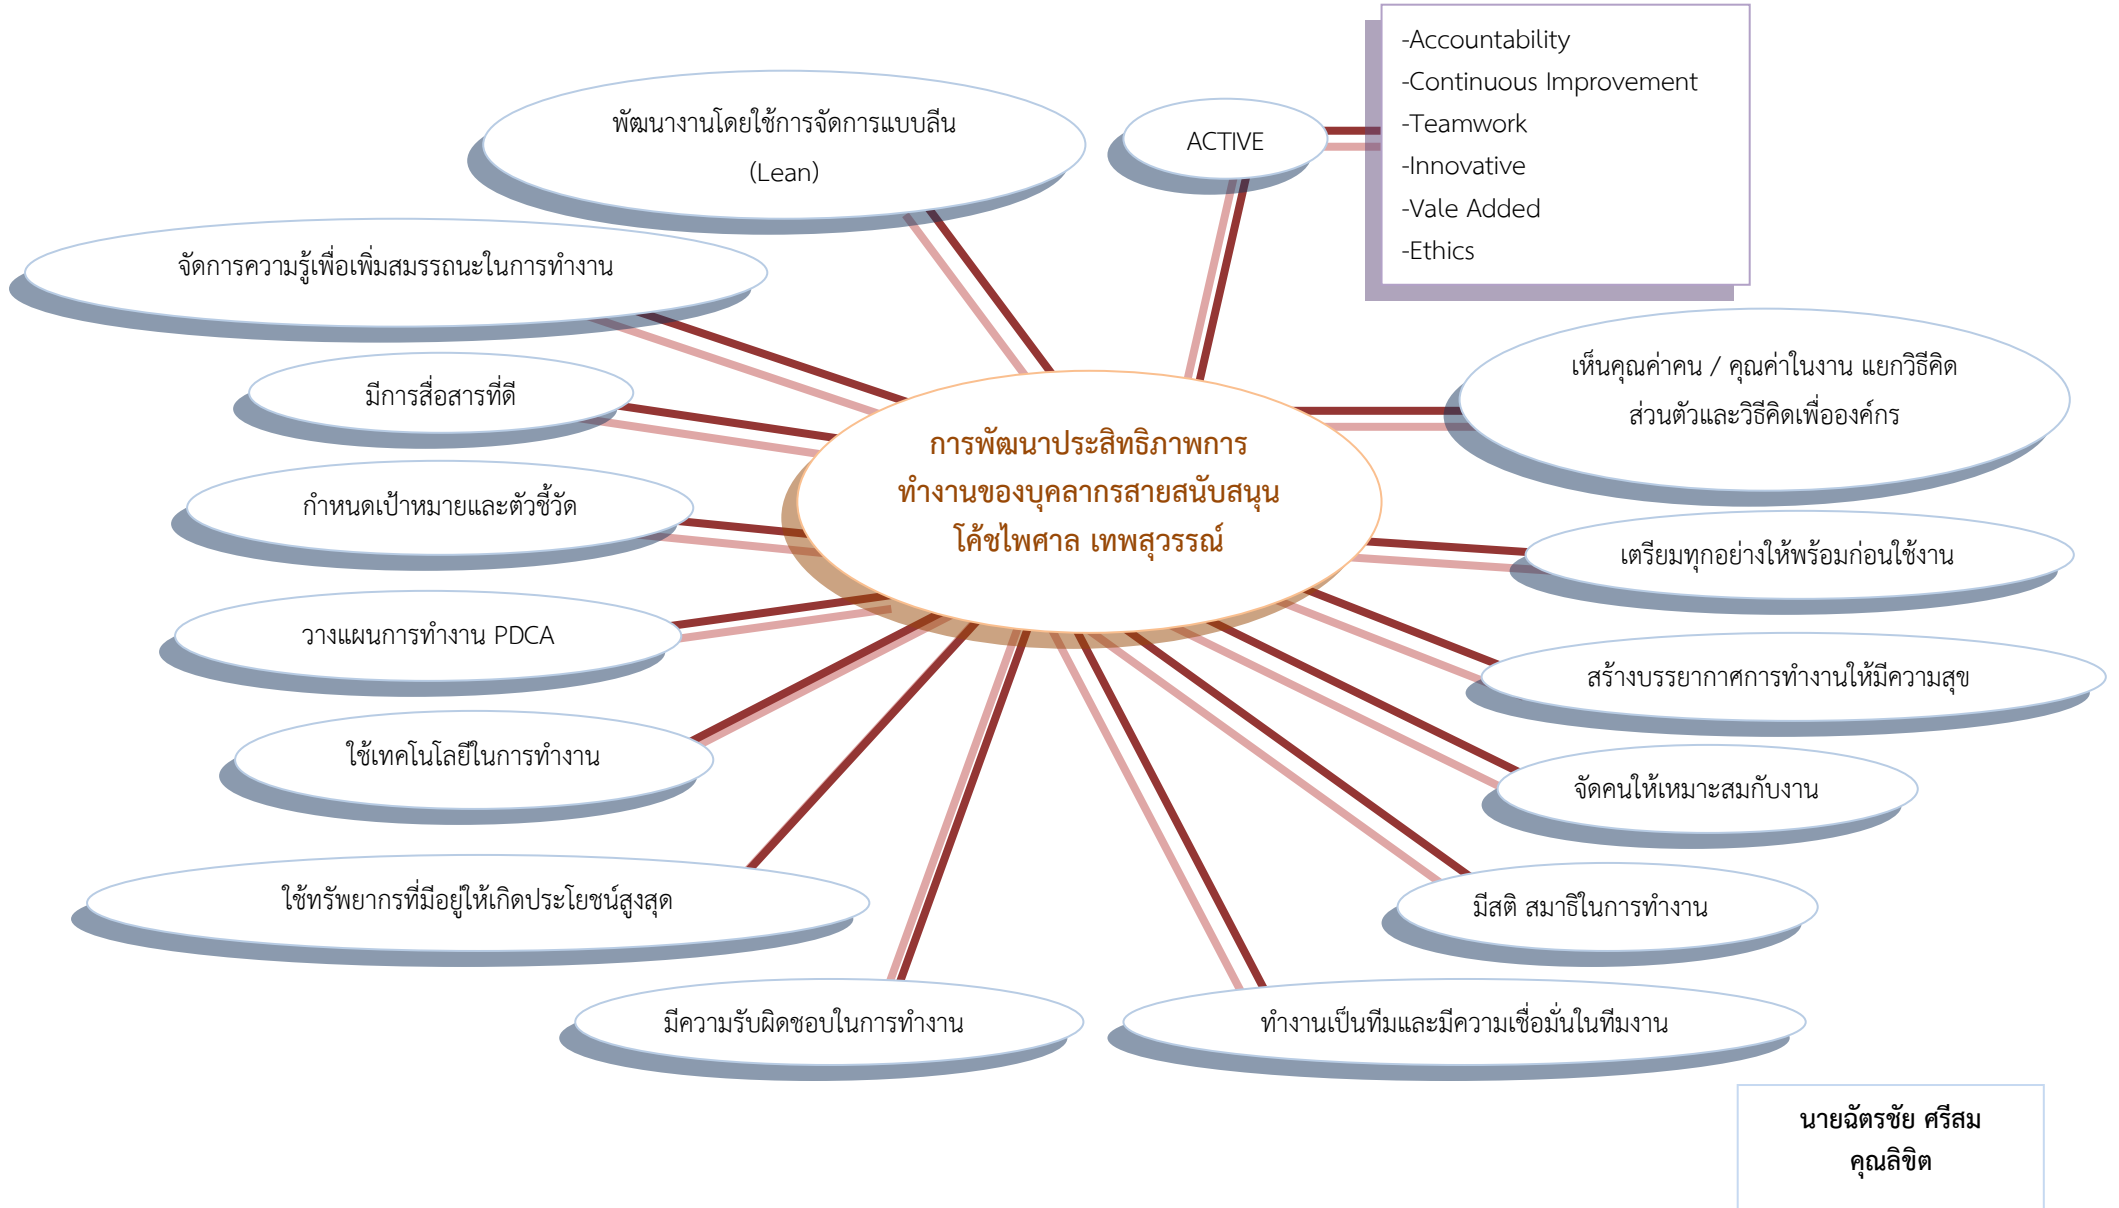 -Accountability
-Continuous Improvement
-Teamwork
-Innovative
-Vale Added
-Ethics
ACTIVE
พัฒนางานโดยใช้การจัดการแบบลีน
(Lean)
จัดการความรู้เพื่อเพิ่มสมรรถนะในการทำงาน
มีการสื่อสารที่ดี
กำหนดเป้าหมายและตัวชี้วัด
วางแผนการทำงาน PDCA
ใช้เทคโนโลยีในการทำงาน
ใช้ทรัพยากรที่มีอยู่ให้เกิดประโยชน์สูงสุด
มีความรับผิดชอบในการทำงาน
การพัฒนาประสิทธิภาพการ
ทำงานของบุคลากรสายสนับสนุน
โค้ชไพศาล เทพสุวรรณ์
เห็นคุณค่าคน / คุณค่าในงาน แยกวิธีคิด
ส่วนตัวและวิธีคิดเพื่อองค์กร
เตรียมทุกอย่างให้พร้อมก่อนใช้งาน
สร้างบรรยากาศการทำงานให้มีความสุข
จัดคนให้เหมาะสมกับงาน
มีสติ สมาธิในการทำงาน
ทำงานเป็นทีมและมีความเชื่อมั่นในทีมงาน
นายฉัตรชัย ศรีสม
คุณลิขิต